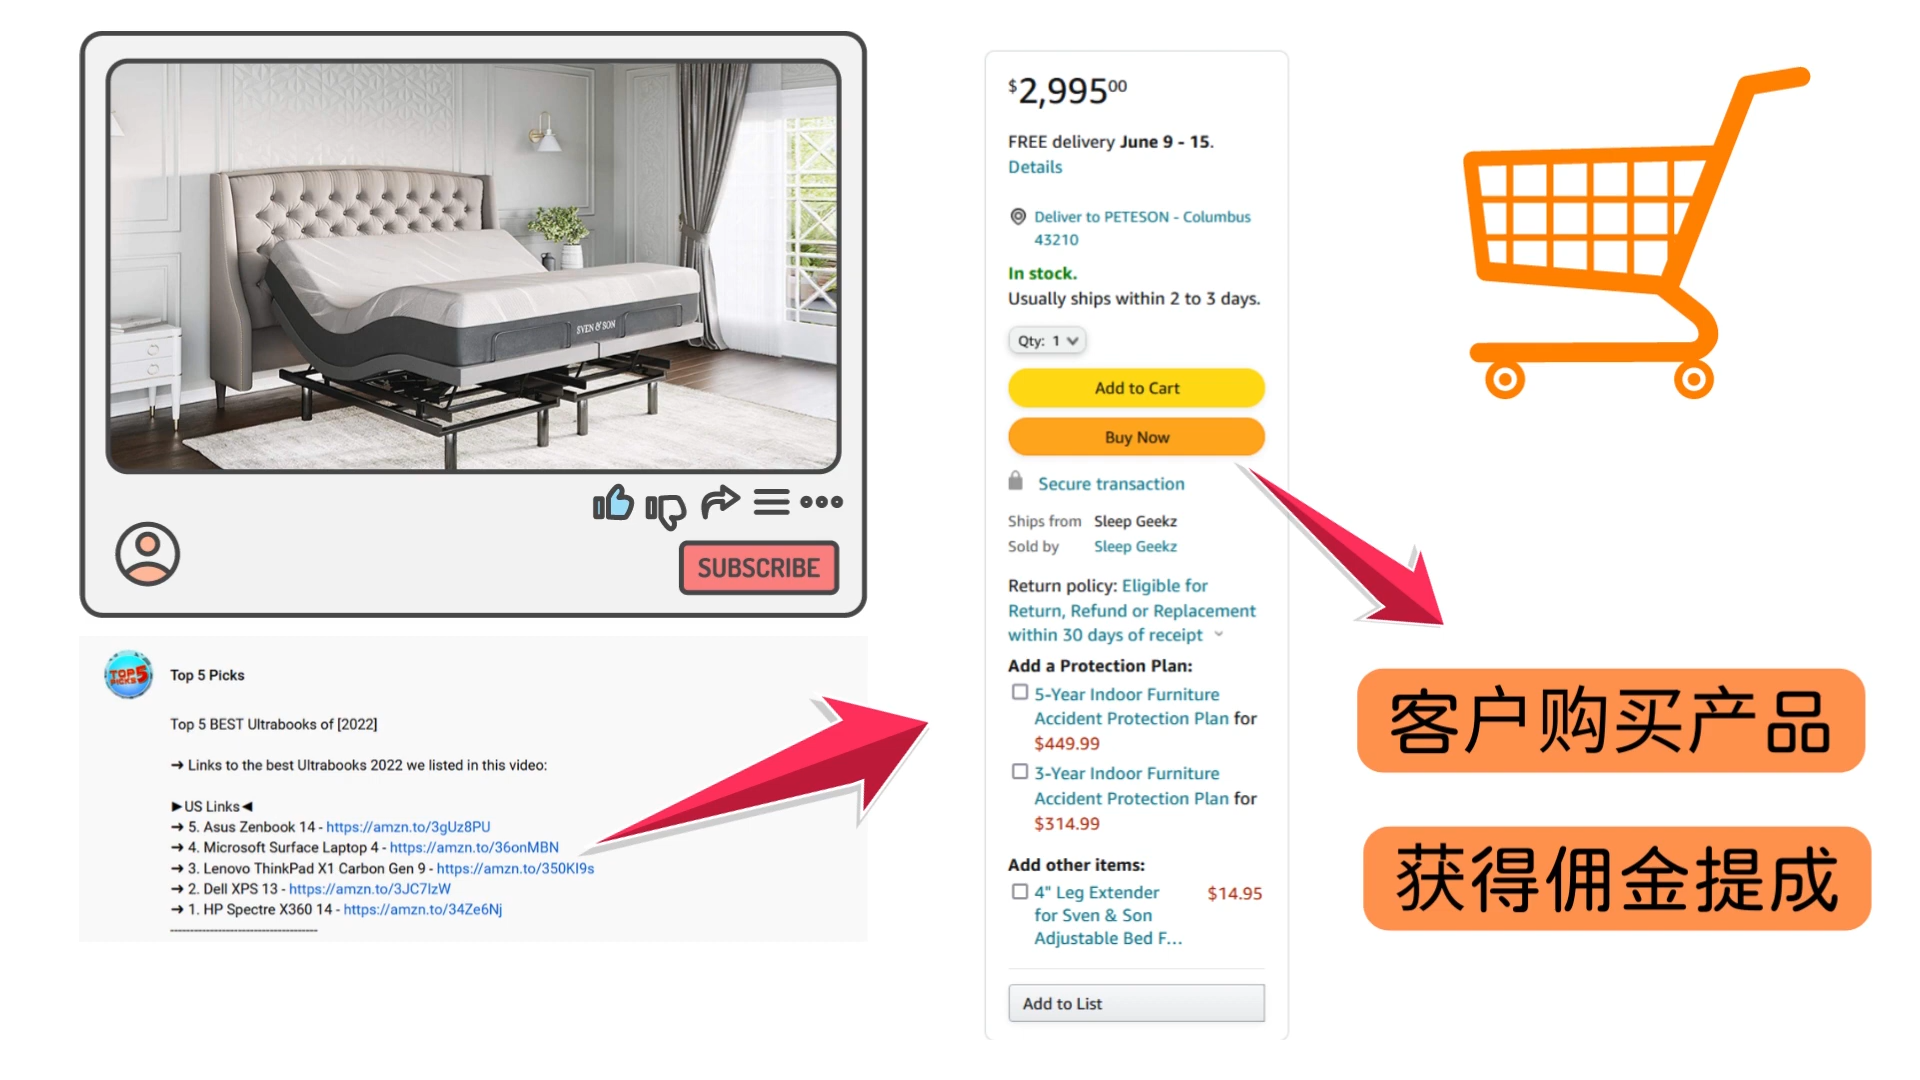 SVEN & SON
SUBSCRIBE
TOP 5 PICKS
Top 5 Picks
Top 5 BEST Ultrabooks of [2022]
➔ Links to the best Ultrabooks 2022 we listed in this video:
►US Links◄
➔ 5. Asus Zenbook 14 - https://amzn.to/3gUz8PU
➔ 4. Microsoft Surface Laptop 4 - https://amzn.to/36onMBN
➔ 3. Lenovo ThinkPad X1 Carbon Gen 9 - https://amzn.to/350KI9s
➔ 2. Dell XPS 13 - https://amzn.to/3JC7lzW
➔ 1. HP Spectre X360 14 - https://amzn.to/34Ze6Nj
-------------------------------------
$2,99500
FREE delivery June 9 - 15.
Details
Deliver to PETESON - Columbus
43210
In stock.
Usually ships within 2 to 3 days.
Qty: 1
Add to Cart
Buy Now
Secure transaction
Ships from Sleep Geekz
Sold by Sleep Geekz
Return policy: Eligible for
Return, Refund or Replacement
within 30 days of receipt
Add a Protection Plan:
5-Year Indoor Furniture
Accident Protection Plan for
$449.99
3-Year Indoor Furniture
Accident Protection Plan for
$314.99
Add other items:
4" Leg Extender $14.95
for Sven & Son
Adjustable Bed F...
Add to List
客户购买产品
获得佣金提成